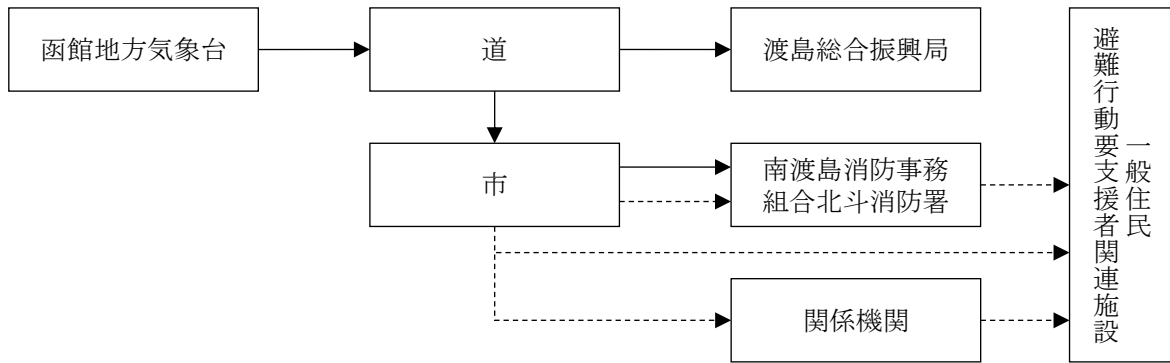 函館地方気象台
道
渡島総合振興局
市
南渡島消防事務
組合北斗消防署
関係機関
一般住民
避難行動要支援者関連施設